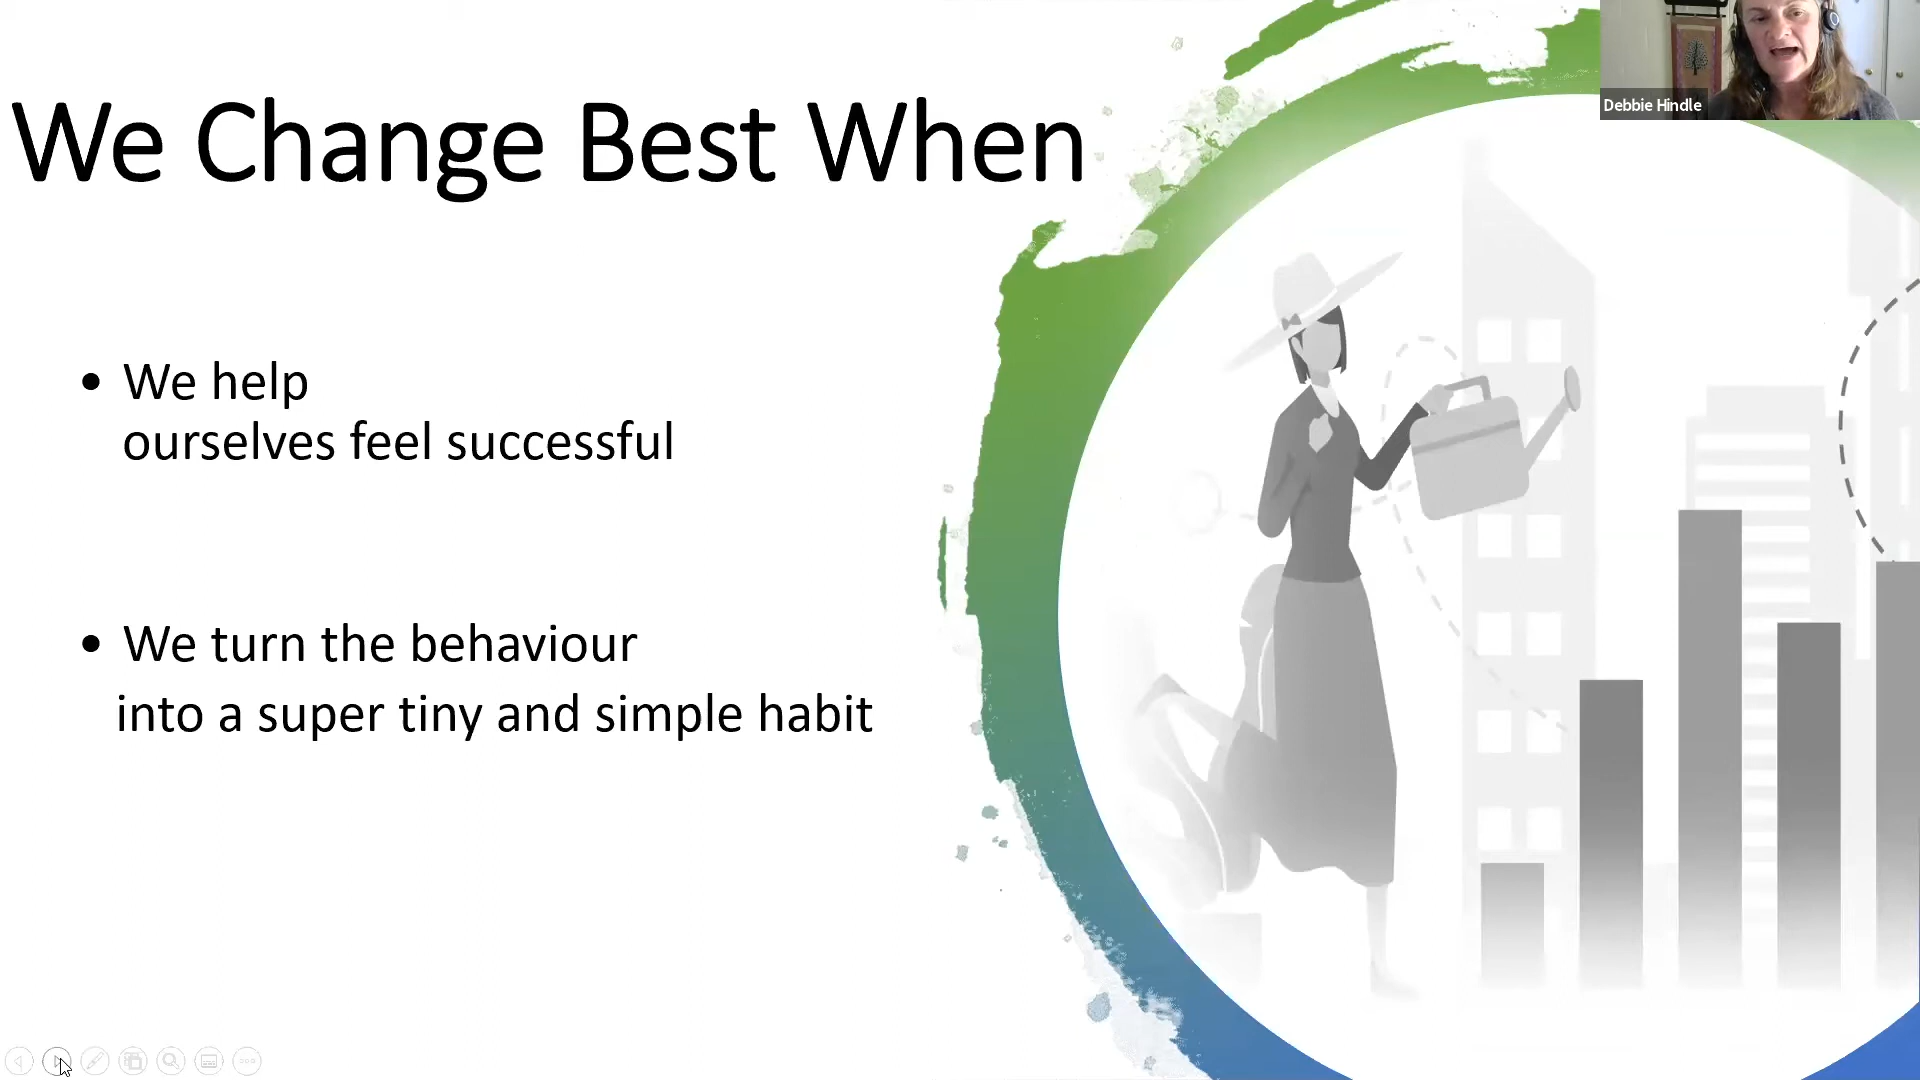 We Change Best When
Debbie Hindle
• We help
ourselves feel successful
• We turn the behaviour
into a super tiny and simple habit